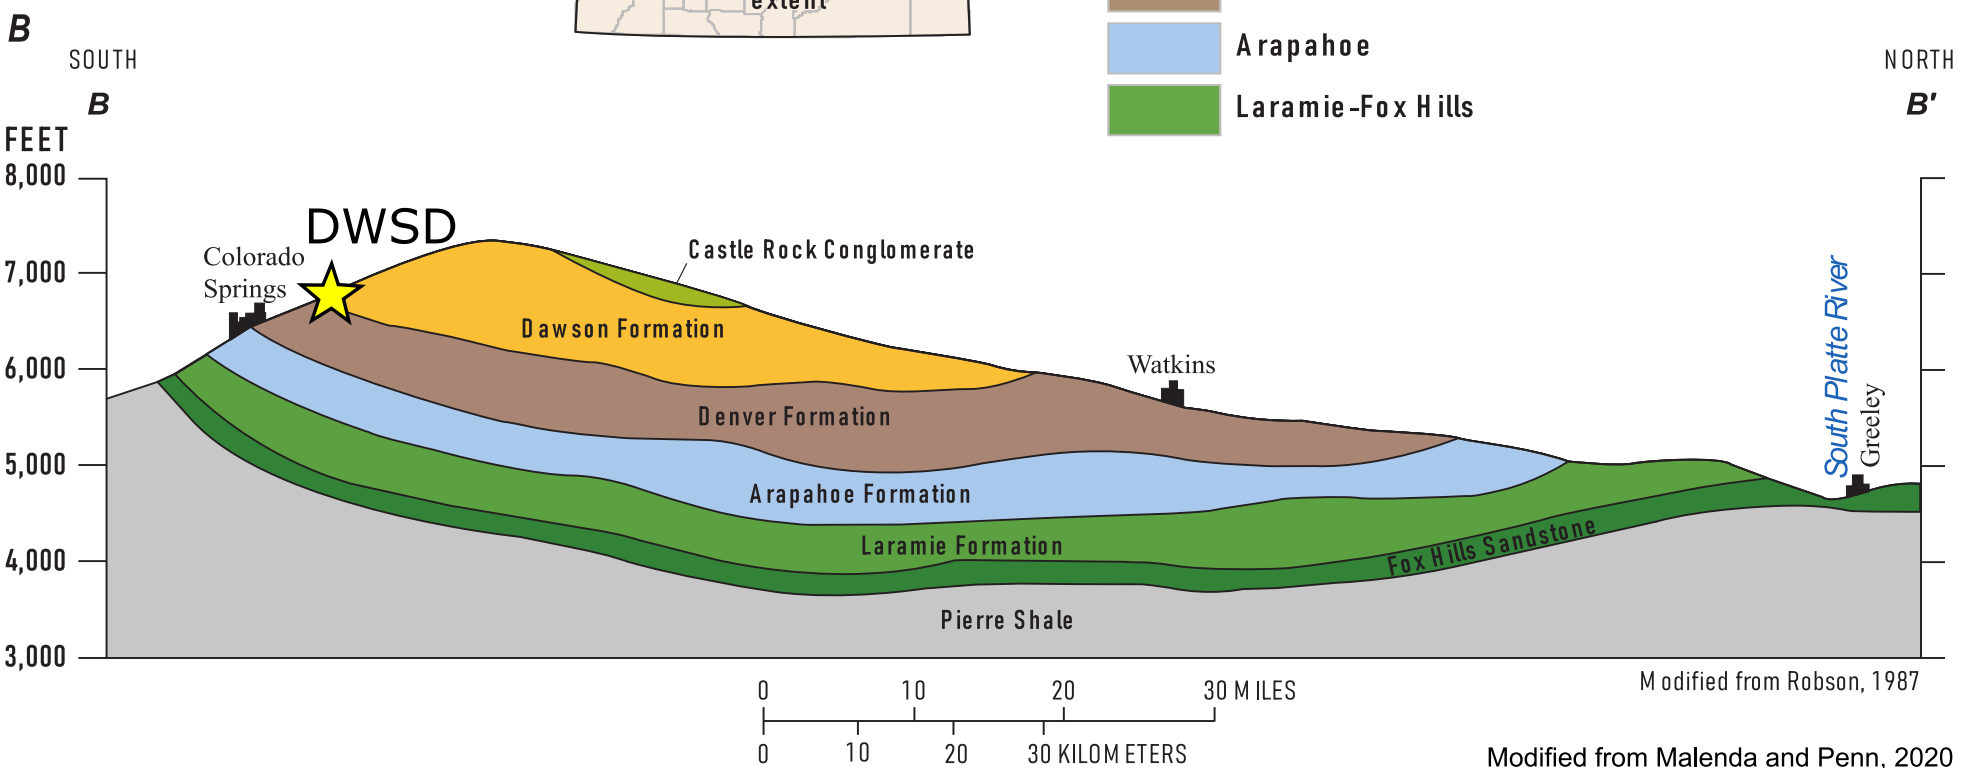 extent
B
SOUTH
B
Arapahoe
Laramie-Fox Hills
NORTH
B'
FEET
8,000
7,000
6,000
5,000
4,000
3,000
DWSD
Colorado
Springs
Castle Rock Conglomerate
Dawson Formation
Watkins
Denver Formation
Arapahoe Formation
Laramie Formation
Fox Hills Sandstone
Pierre Shale
South Platte River
Greeley
0 10 20 30 MILES
0 10 20 30 KILOMETERS
Modified from Robson, 1987
Modified from Malenda and Penn, 2020